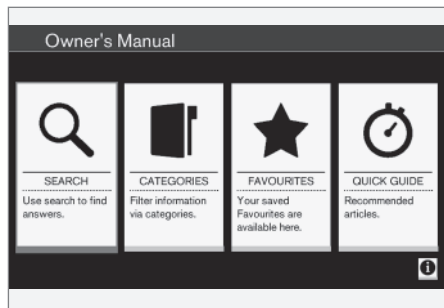 Owner's Manual
SEARCH
Use search to find
answers.
CATEGORIES
Filter information
via categories.
FAVOURITES
Your saved
Favourites are
available here.
QUICK GUIDE
Recommended
articles.
i